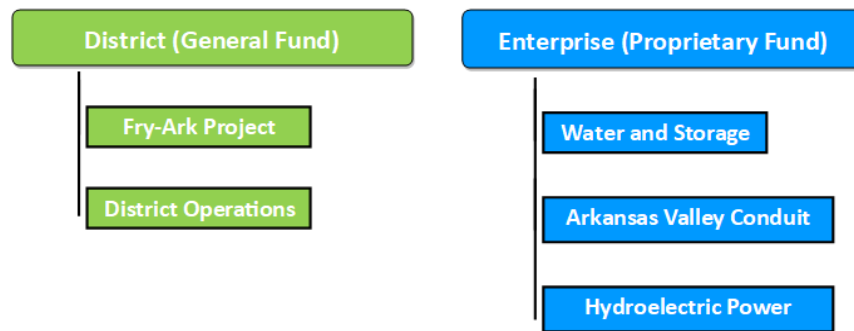 District (General Fund)
Fry-Ark Project
District Operations
Enterprise (Proprietary Fund)
Water and Storage
Arkansas Valley Conduit
Hydroelectric Power